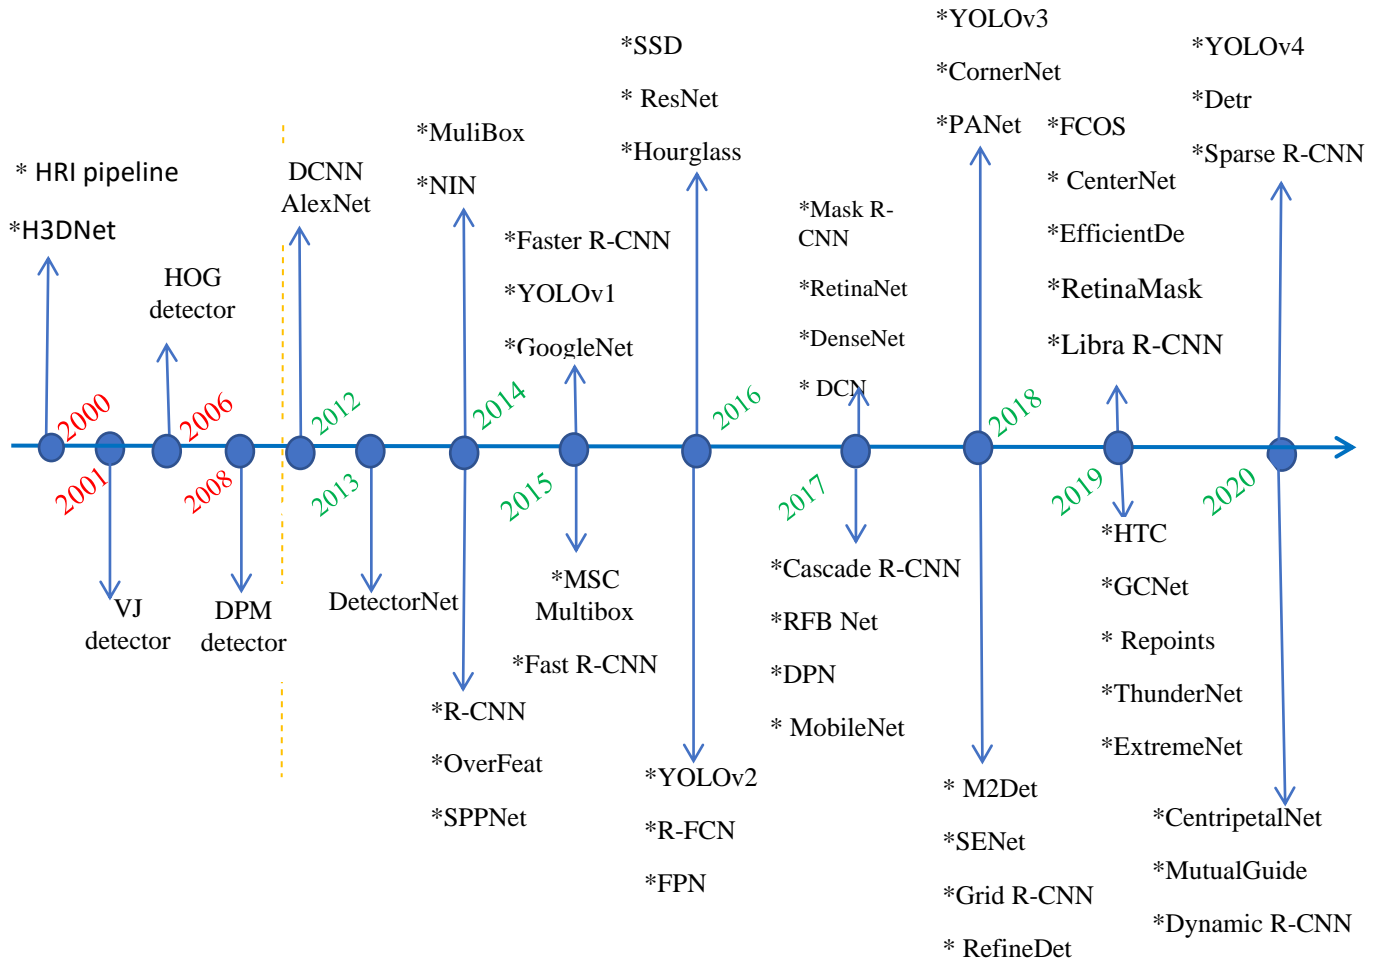 * HRI pipeline
*H3DNet
2000
2001
VJ
detector
HOG
detector
2006
2008
DPM
detector
DCNN
AlexNet
2012
2013
DetectorNet
*MuliBox
*NIN
2014
*R-CNN
*OverFeat
*SPPNet
*Faster R-CNN
*YOLOv1
*GoogleNet
2015
*MSC
Multibox
*Fast R-CNN
*SSD
* ResNet
*Hourglass
2016
*YOLOv2
*R-FCN
*FPN
*Mask R-
CNN
*RetinaNet
*DenseNet
* DCN
2017
*Cascade R-CNN
*RFB Net
*DPN
* MobileNet
*YOLOv3
*CornerNet
*PANet
2018
* M2Det
*SENet
*Grid R-CNN
* RefineDet
*FCOS
* CenterNet
*EfficientDe
*RetinaMask
*Libra R-CNN
2019
*HTC
*GCNet
* Repoints
*ThunderNet
*ExtremeNet
*YOLOv4
*Detr
*Sparse R-CNN
2020
*CentripetalNet
*MutualGuide
*Dynamic R-CNN